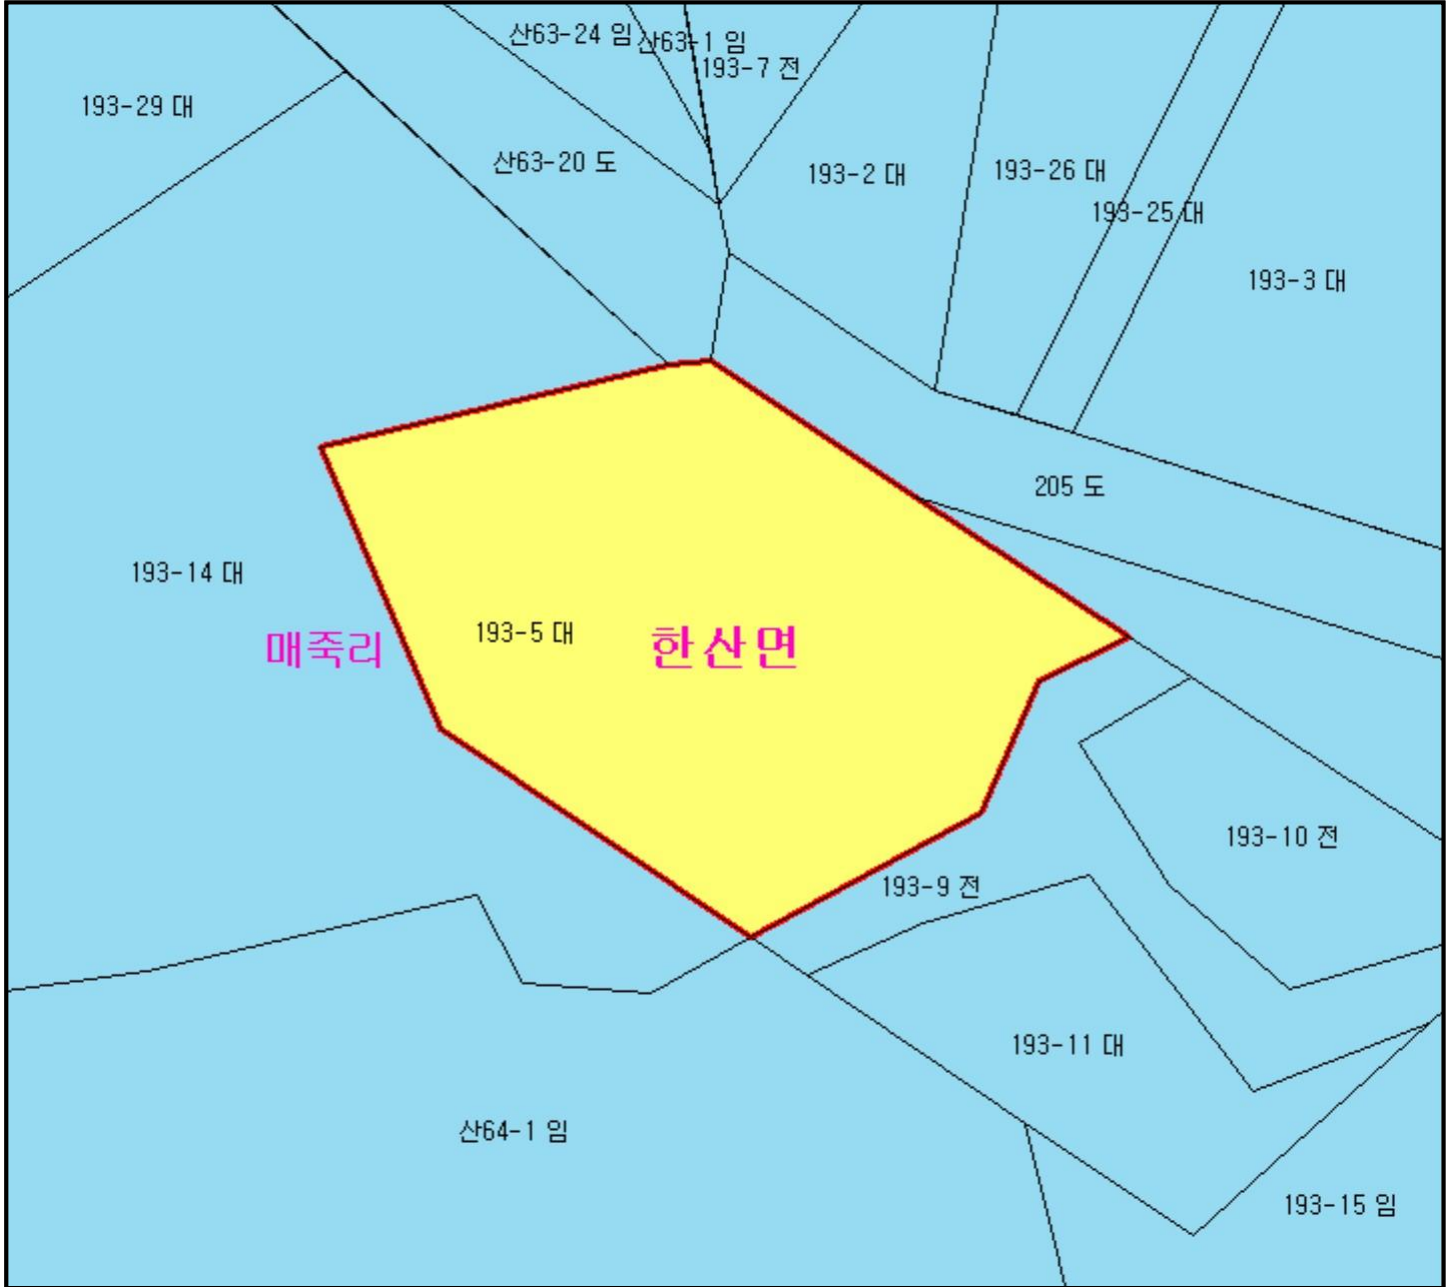 산63-24 임
산63-1 임
193-7 전
193-29 대
산63-20 도
193-2 대
193-26 대
193-25 대
193-3 대
205 도
193-14 대
193-5 대
매죽리
한산면
193-10 전
193-9 전
193-11 대
산64-1 임
193-15 임